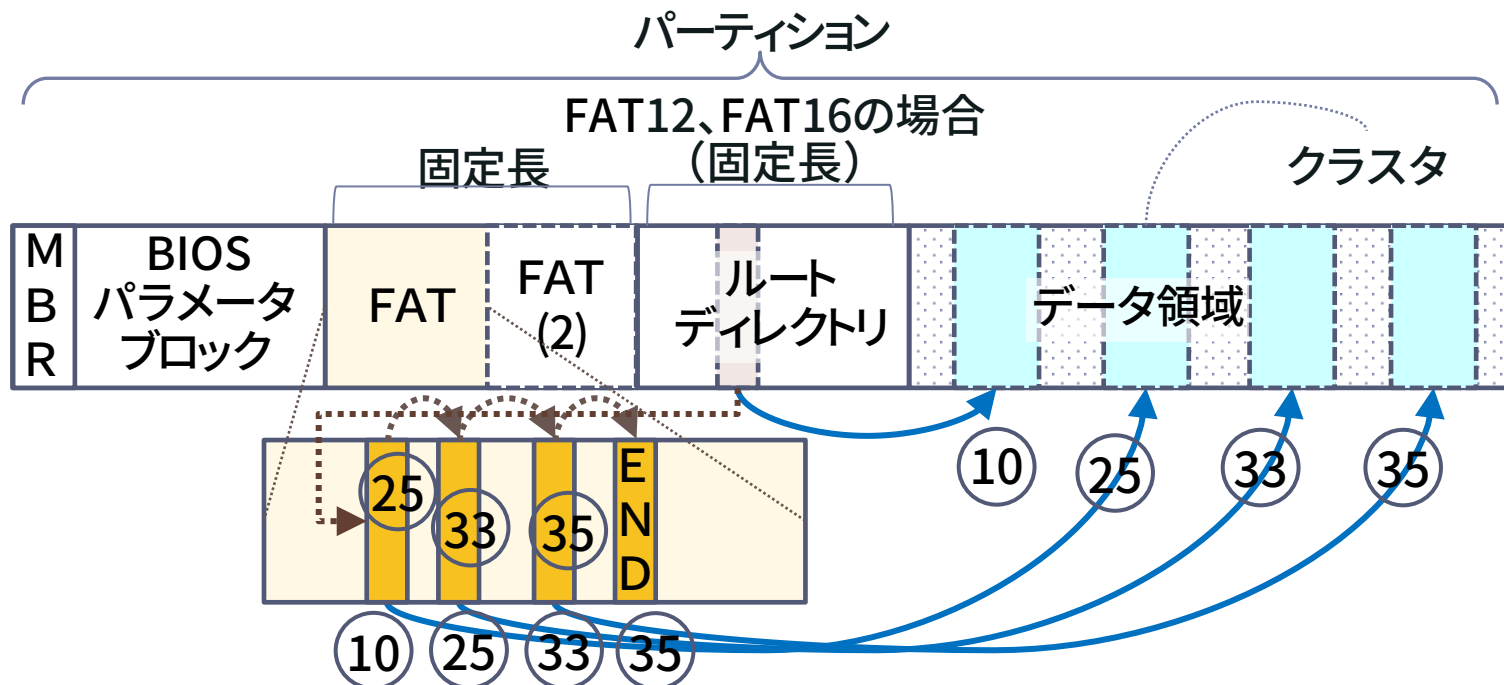 パーティション
FAT12、FAT16の場合
（固定長）
固定長
クラスタ
M
B
R
BIOS
パラメータ
ブロック
FAT
FAT
(2)
ルート
ディレクトリ
データ領域
25
33
35
E
N
D
10
25
33
35
10
25
33
35